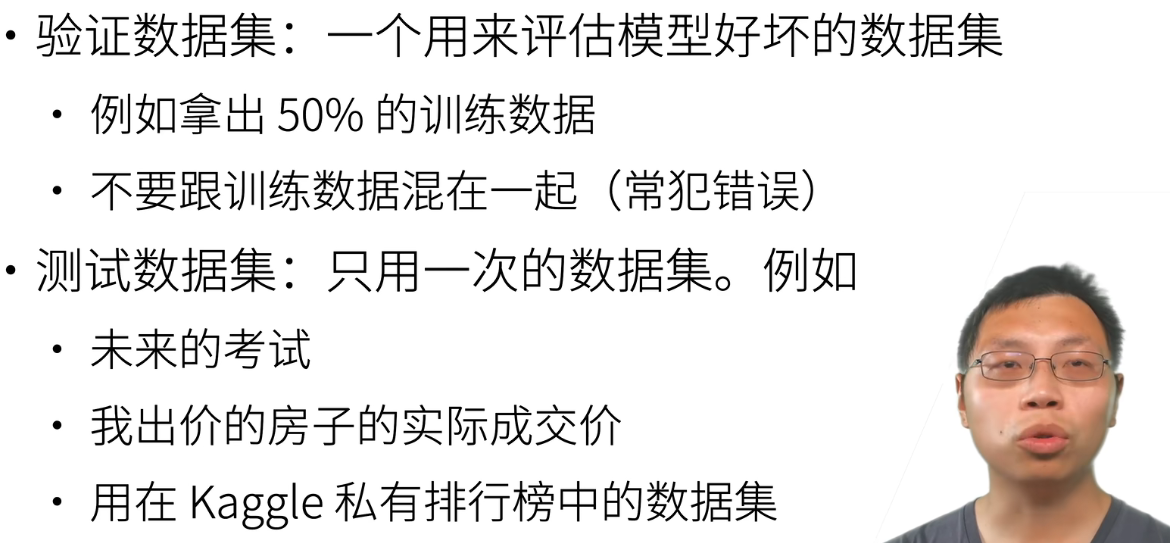 • 验证数据集：一个用来评估模型好坏的数据集
• 例如拿出 50% 的训练数据
• 不要跟训练数据混在一起（常犯错误）
• 测试数据集：只用一次的数据集。例如
• 未来的考试
• 我出价的房子的实际成交价
• 用在 Kaggle 私有排行榜中的数据集